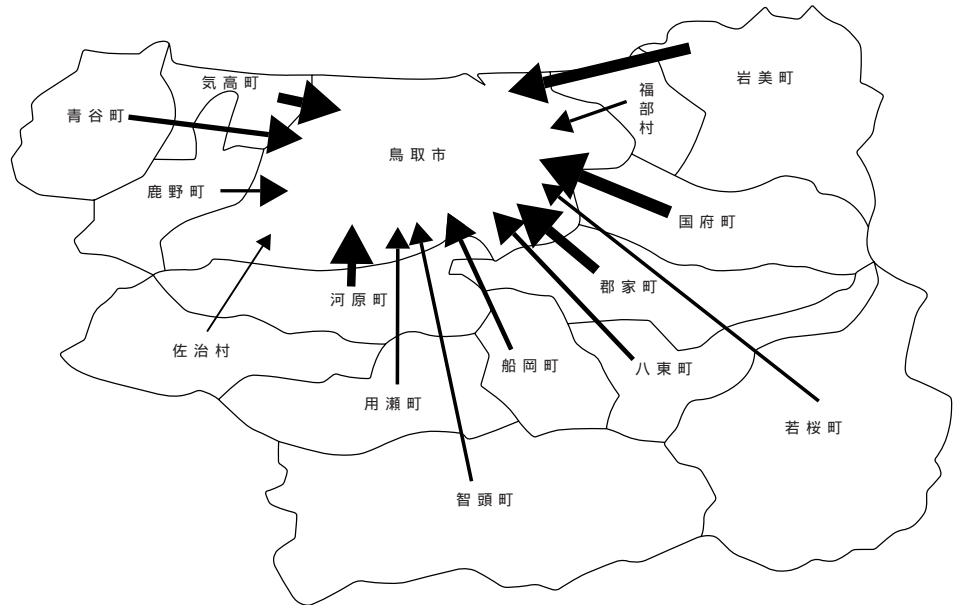 岩美町
気高町
福部村
青谷町
鳥取市
鹿野町
国府町
郡家町
河原町
佐治村
船岡町
八東町
用瀬町
若桜町
智頭町